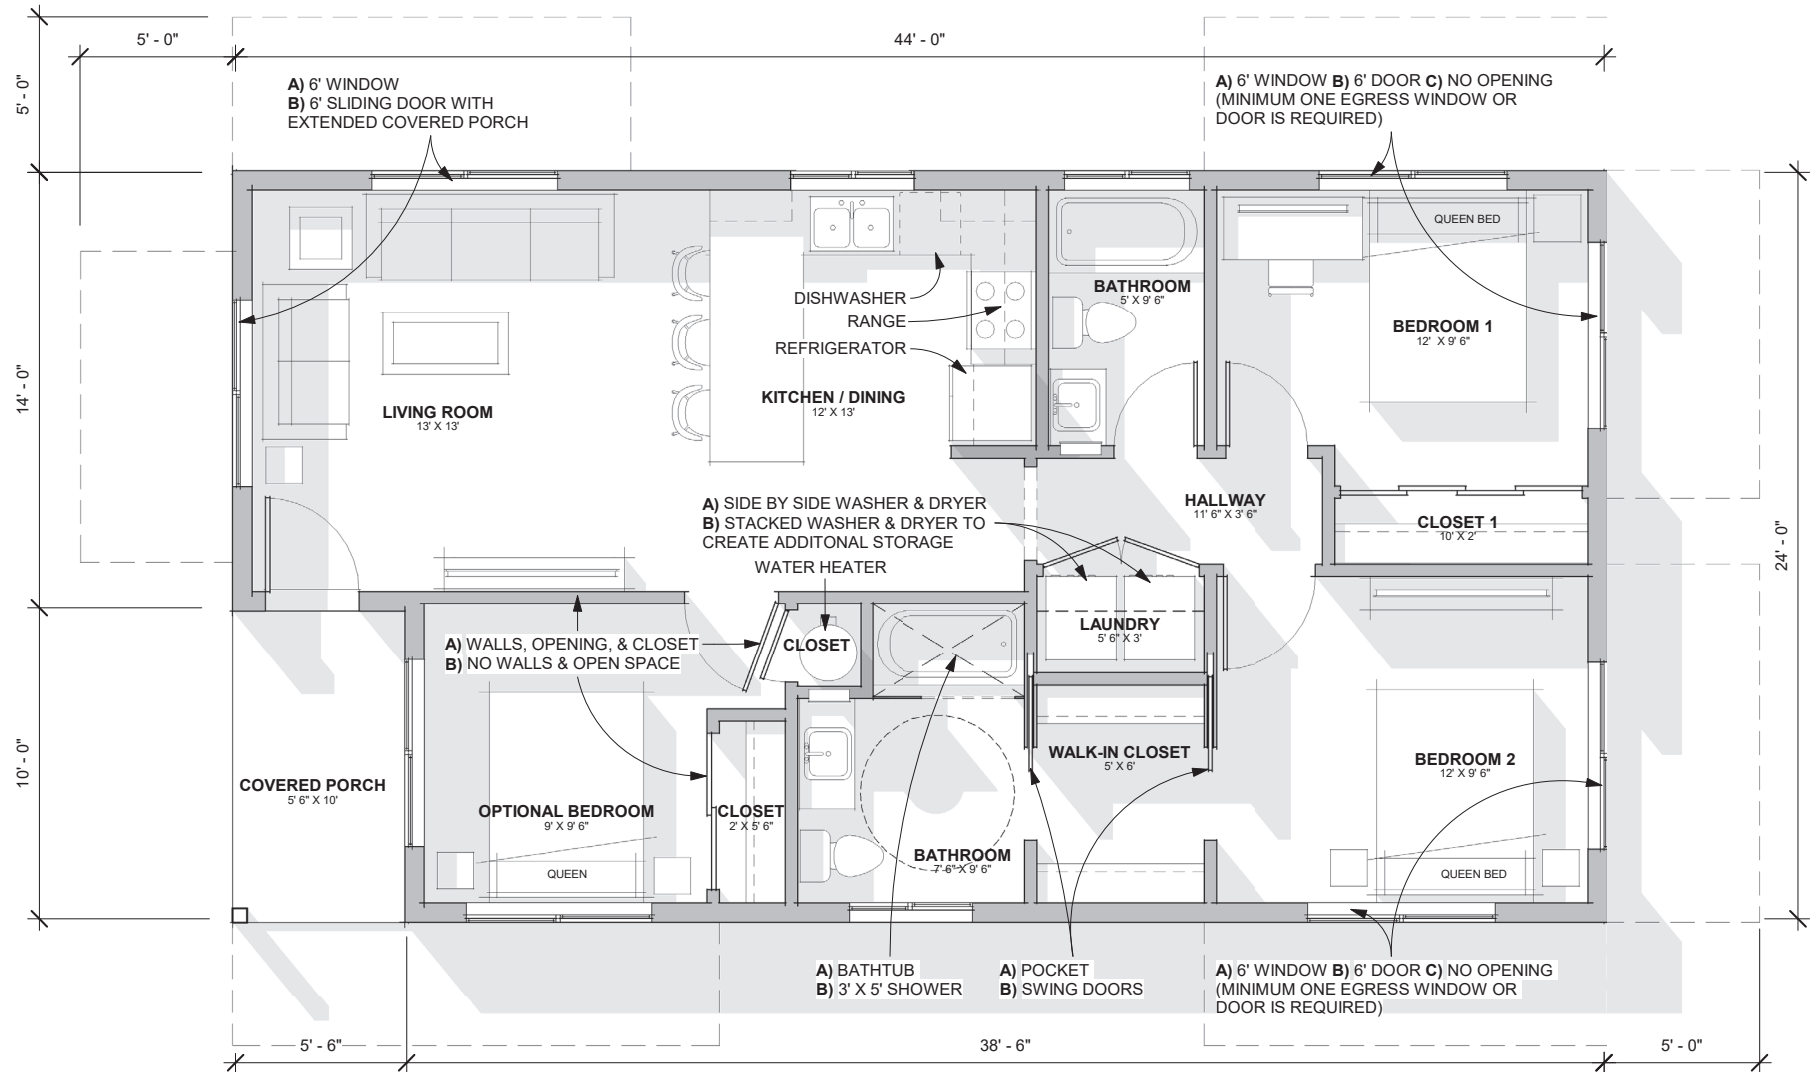 5' - 0"
44' - 0"
5' - 0"
A) 6' WINDOW
B) 6' SLIDING DOOR WITH
EXTENDED COVERED PORCH
A) 6' WINDOW B) 6' DOOR C) NO OPENING
(MINIMUM ONE EGRESS WINDOW OR
DOOR IS REQUIRED)
QUEEN BED
DISHWASHER
RANGE
REFRIGERATOR
BATHROOM
5' X 9' 6"
BEDROOM 1
12' X 9' 6"
14' - 0"
LIVING ROOM
13' X 13'
KITCHEN / DINING
12' X 13'
A) SIDE BY SIDE WASHER & DRYER
B) STACKED WASHER & DRYER TO
CREATE ADDITONAL STORAGE
WATER HEATER
HALLWAY
11' 6" X 3' 6"
CLOSET 1
10' X 2'
24' - 0"
A) WALLS, OPENING, & CLOSET
B) NO WALLS & OPEN SPACE
CLOSET
LAUNDRY
5' 6" X 3'
10' - 0"
COVERED PORCH
5' 6" X 10'
OPTIONAL BEDROOM
9' X 9' 6"
CLOSET
2' X 5' 6"
WALK-IN CLOSET
5' X 6'
BEDROOM 2
12' X 9' 6"
BATHROOM
7' 6" X 9' 6"
QUEEN
QUEEN BED
A) BATHTUB
B) 3' X 5' SHOWER
A) POCKET
B) SWING DOORS
A) 6' WINDOW B) 6' DOOR C) NO OPENING
(MINIMUM ONE EGRESS WINDOW OR
DOOR IS REQUIRED)
5' - 6"
38' - 6"
5' - 0"